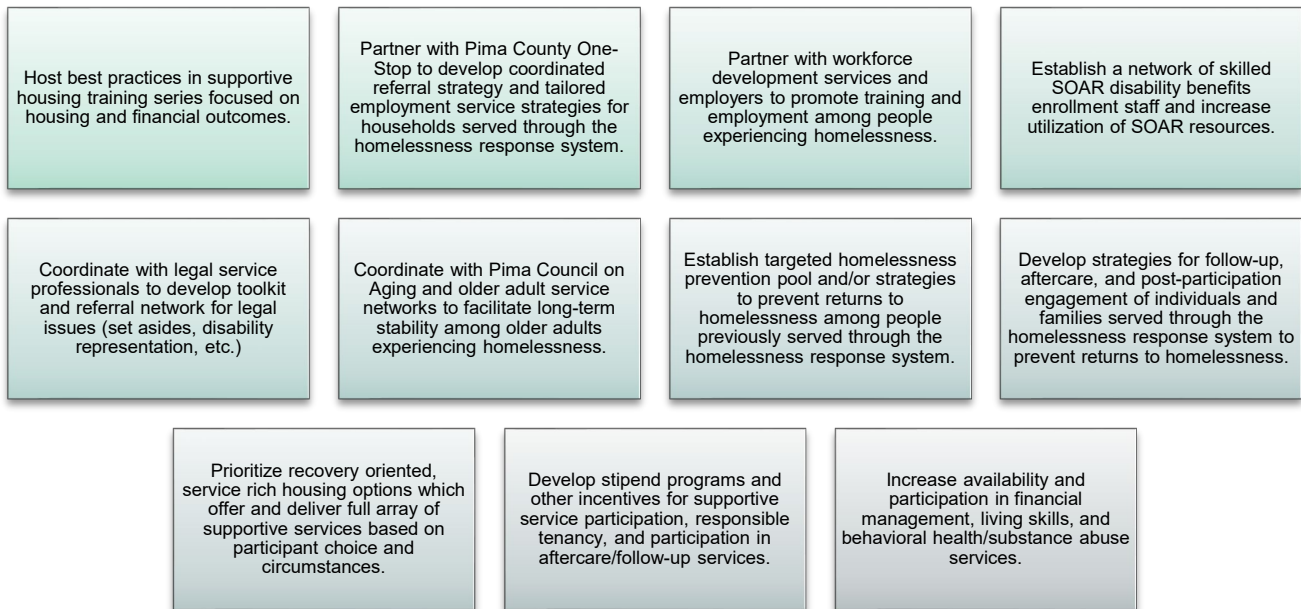 Host best practices in supportive
housing training series focused on
housing and financial outcomes.
Partner with Pima County One-
Stop to develop coordinated
referral strategy and tailored
employment service strategies for
households served through the
homelessness response system.
Partner with workforce
development services and
employers to promote training and
employment among people
experiencing homelessness.
Establish a network of skilled
SOAR disability benefits
enrollment staff and increase
utilization of SOAR resources.
Coordinate with legal service
professionals to develop toolkit
and referral network for legal
issues (set asides, disability
representation, etc.)
Coordinate with Pima Council on
Aging and older adult service
networks to facilitate long-term
stability among older adults
experiencing homelessness.
Establish targeted homelessness
prevention pool and/or strategies
to prevent returns to
homelessness among people
previously served through the
homelessness response system.
Develop strategies for follow-up,
aftercare, and post-participation
engagement of individuals and
families served through the
homelessness response system to
prevent returns to homelessness.
Prioritize recovery oriented,
service rich housing options which
offer and deliver full array of
supportive services based on
participant choice and
circumstances.
Develop stipend programs and
other incentives for supportive
service participation, responsible
tenancy, and participation in
aftercare/follow-up services.
Increase availability and
participation in financial
management, living skills, and
behavioral health/substance abuse
services.